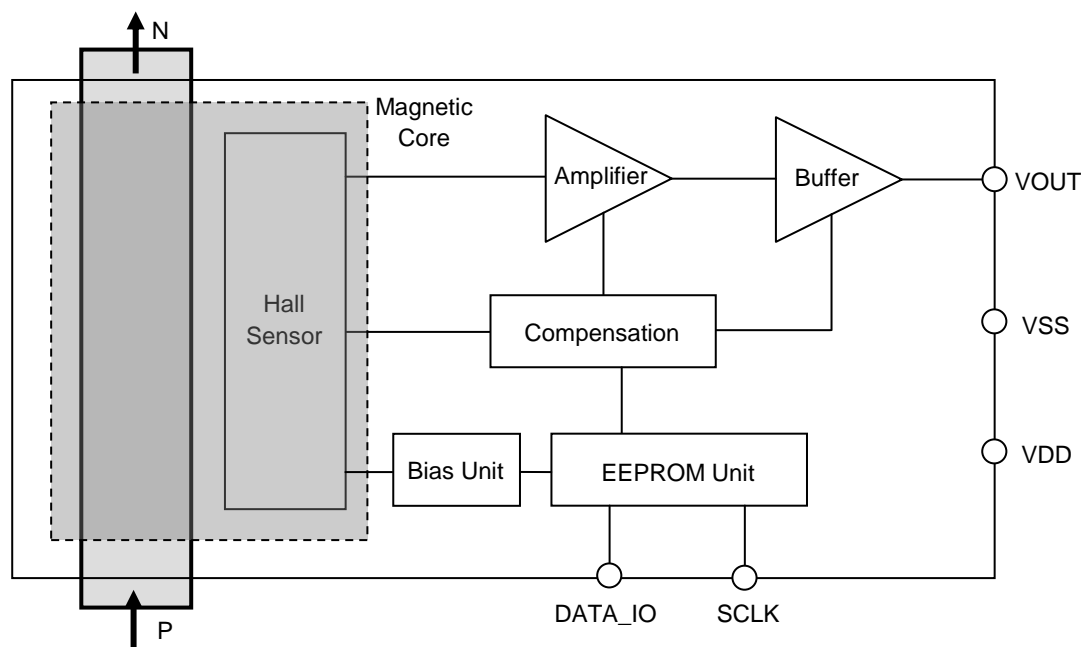 N
Magnetic
Core
Amplifier
Buffer
VOUT
Hall
Sensor
Compensation
VSS
Bias Unit
EEPROM Unit
VDD
DATA_IO
SCLK
P